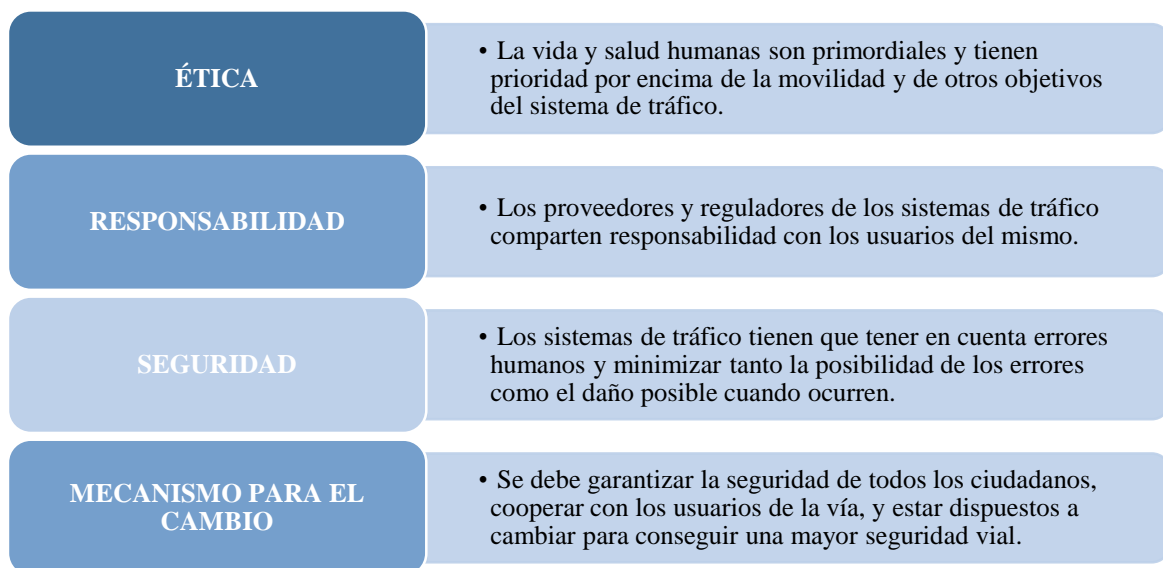 ÉTICA
• La vida y salud humanas son primordiales y tienen
prioridad por encima de la movilidad y de otros objetivos
del sistema de tráfico.
RESPONSABILIDAD
• Los proveedores y reguladores de los sistemas de tráfico
comparten responsabilidad con los usuarios del mismo.
SEGURIDAD
• Los sistemas de tráfico tienen que tener en cuenta errores
humanos y minimizar tanto la posibilidad de los errores
como el daño posible cuando ocurren.
MECANISMO PARA EL
CAMBIO
• Se debe garantizar la seguridad de todos los ciudadanos,
cooperar con los usuarios de la vía, y estar dispuestos a
cambiar para conseguir una mayor seguridad vial.